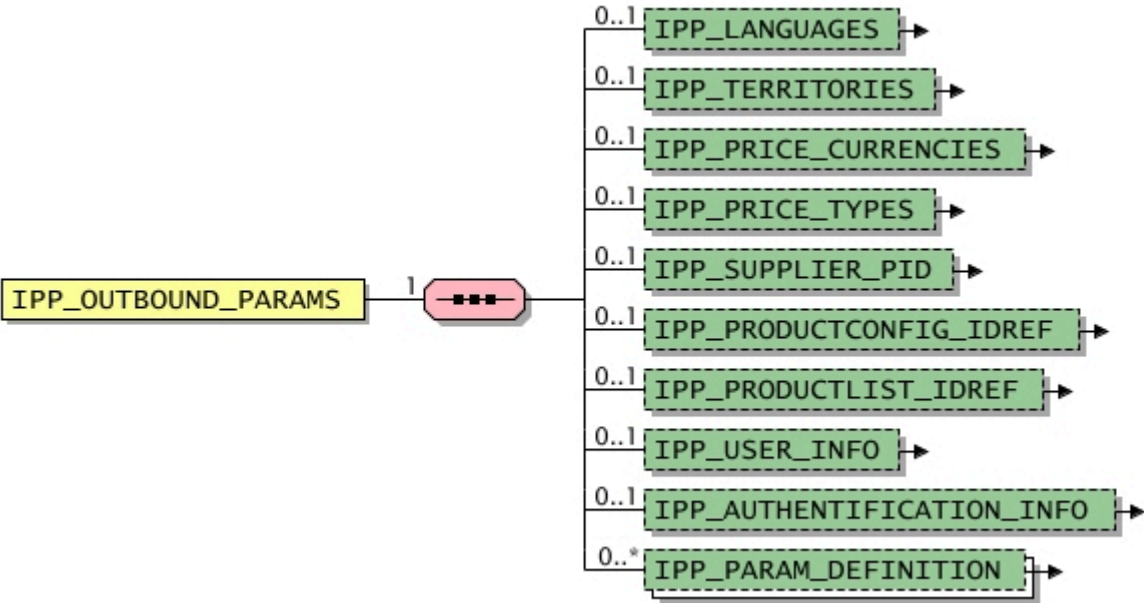 0..1 IPP_LANGUAGES
0..1 IPP_TERRITORIES
0..1 IPP_PRICE_CURRENCIES
0..1 IPP_PRICE_TYPES
0..1 IPP_SUPPLIER_PID
IPP_OUTBOUND_PARAMS 1
0..1 IPP_PRODUCTCONFIG_IDREF
0..1 IPP_PRODUCTLIST_IDREF
0..1 IPP_USER_INFO
0..1 IPP_AUTHENTIFICATION_INFO
0..* IPP_PARAM_DEFINITION